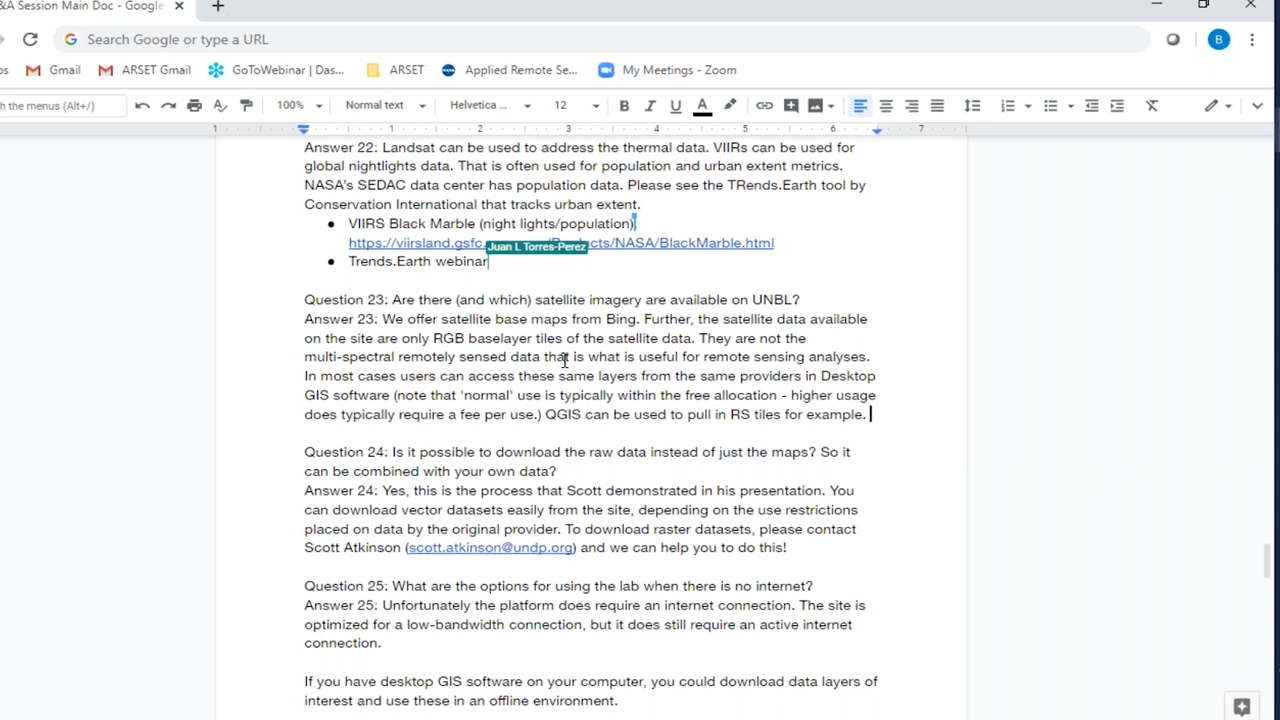 &A Session Main Doc - Google
Search Google or type a URL
B
ps Gmail ARSET Gmail GoToWebinar | Das... ARSET Applied Remote Se... My Meetings - Zoom
ch the menus (Alt+/) 100% Normal text Helvetica ... 12 B I U A
1 1 2 3 4 5 6 7
Answer 22: Landsat can be used to address the thermal data. VIIRs can be used for
global nightlights data. That is often used for population and urban extent metrics.
NASA's SEDAC data center has population data. Please see the TRends.Earth tool by
Conservation International that tracks urban extent.
● VIIRS Black Marble (night lights/population):
https://viirsland.gsfc. /Products/NASA/BlackMarble.html
Juan L Torres-Perez
● Trends.Earth webinar
Question 23: Are there (and which) satellite imagery are available on UNBL?
Answer 23: We offer satellite base maps from Bing. Further, the satellite data available
on the site are only RGB baselayer tiles of the satellite data. They are not the
multi-spectral remotely sensed data that is what is useful for remote sensing analyses.
In most cases users can access these same layers from the same providers in Desktop
GIS software (note that 'normal' use is typically within the free allocation - higher usage
does typically require a fee per use.) QGIS can be used to pull in RS tiles for example.
Question 24: Is it possible to download the raw data instead of just the maps? So it
can be combined with your own data?
Answer 24: Yes, this is the process that Scott demonstrated in his presentation. You
can download vector datasets easily from the site, depending on the use restrictions
placed on data by the original provider. To download raster datasets, please contact
Scott Atkinson (scott.atkinson@undp.org) and we can help you to do this!
Question 25: What are the options for using the lab when there is no internet?
Answer 25: Unfortunately the platform does require an internet connection. The site is
optimized for a low-bandwidth connection, but it does still require an active internet
connection.
If you have desktop GIS software on your computer, you could download data layers of
interest and use these in an offline environment.